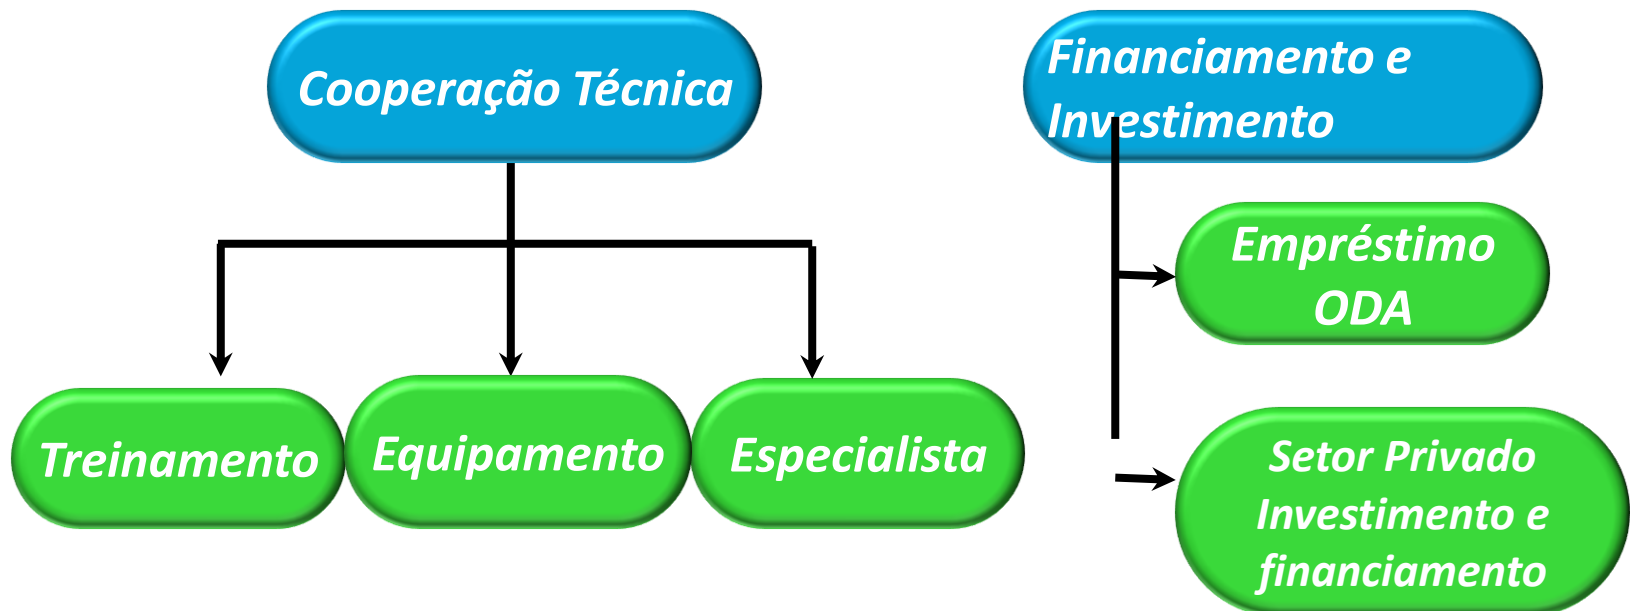 Cooperação Técnica
Financiamento e
Investimento
Empréstimo
ODA
Treinamento
Equipamento
Especialista
Setor Privado
Investimento e
financiamento